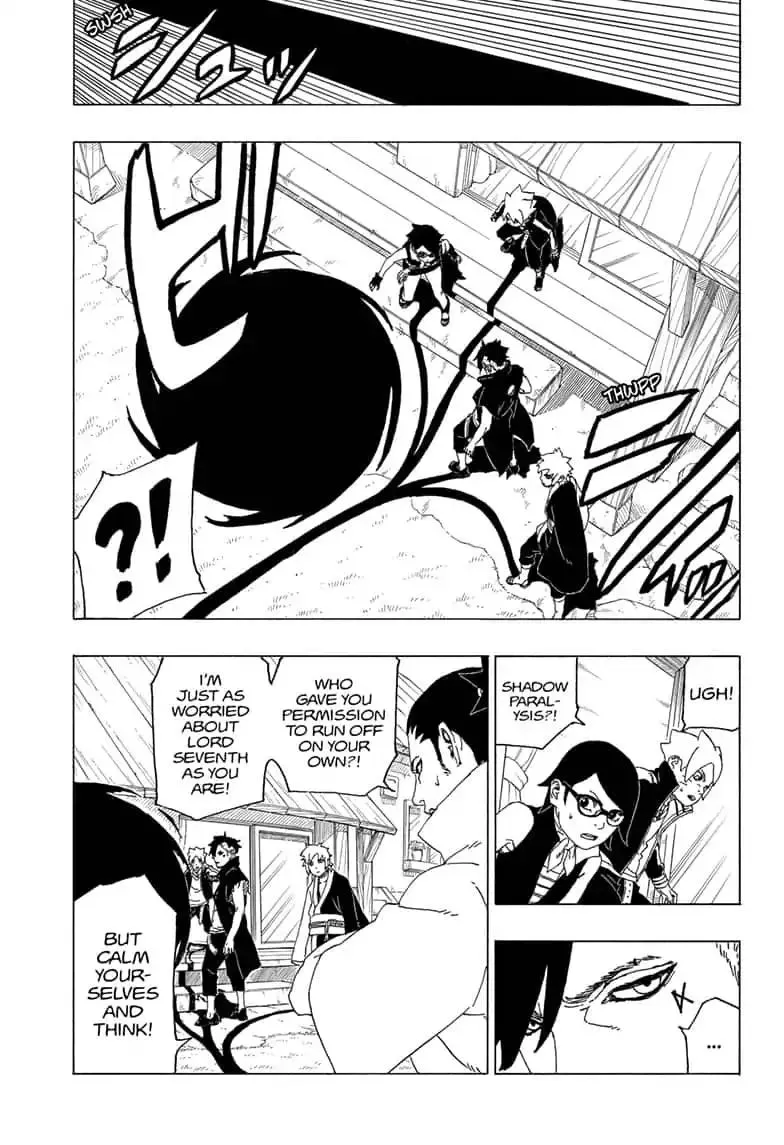 SWSH
シュッ
ビ
THWPP
?!
UGH!
SHADOW
PARAL-
YSIS?!
WHO
GAVE YOU
PERMISSION
TO RUN OFF
ON YOUR
OWN?!
I'M
JUST AS
WORRIED
ABOUT
LORD
SEVENTH
AS YOU
ARE!
BUT
CALM
YOUR-
SELVES
AND
THINK!
...